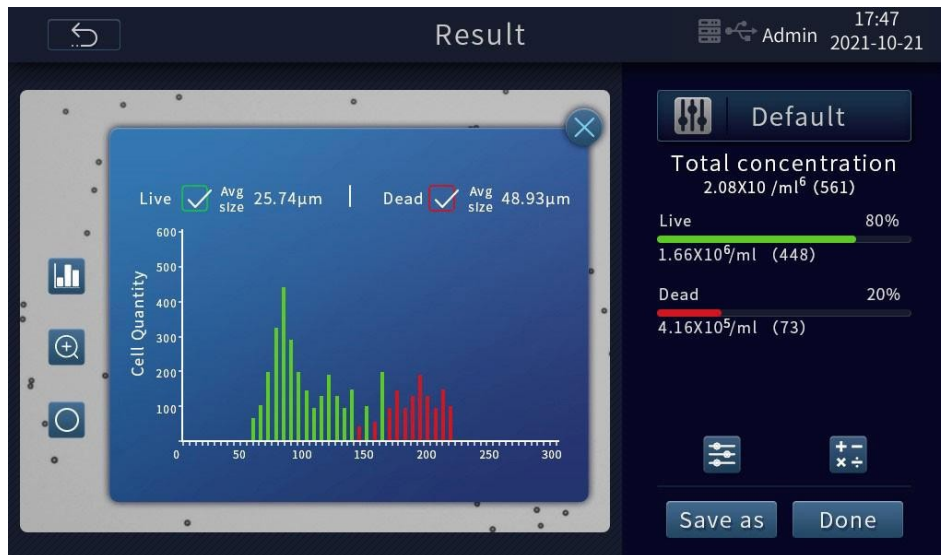 Result
Admin
17:47
2021-10-21
Live Avg size 25.74μm | Dead Avg size 48.93μm
Cell Quantity
600
500
400
300
200
100
0 50 100 150 200 250 300
Default
Total concentration
2.08X10 /ml⁶ (561)
Live 80%
1.66X10⁶/ml (448)
Dead 20%
4.16X10⁵/ml (73)
Save as Done